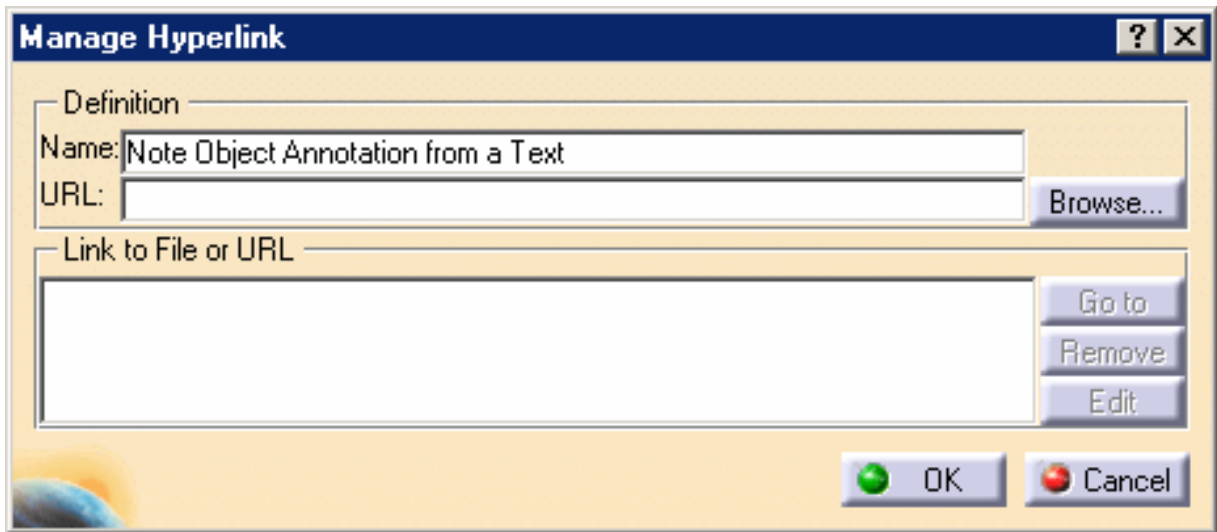 Manage Hyperlink
Definition
Name: Note Object Annotation from a Text
URL:
Browse...
Link to File or URL
Go to
Remove
Edit
OK Cancel